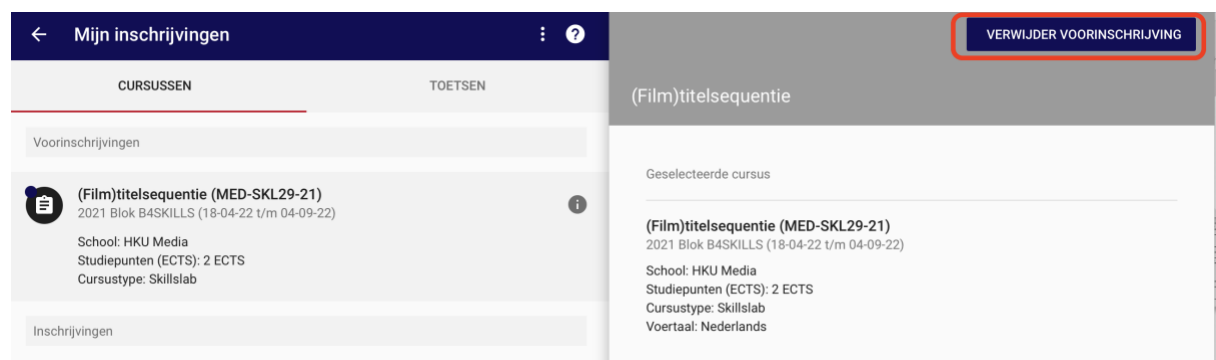 Mijn inschrijvingen
CURSUSSEN
TOETSEN
Voorinschrijvingen
(Film)titelsequentie (MED-SKL29-21)
2021 Blok B4SKILLS (18-04-22 t/m 04-09-22)
School: HKU Media
Studiepunten (ECTS): 2 ECTS
Cursustype: Skillslab
Inschrijvingen
VERWIJDER VOORINSCHRIJVING
(Film)titelsequentie
Geselecteerde cursus
(Film)titelsequentie (MED-SKL29-21)
2021 Blok B4SKILLS (18-04-22 t/m 04-09-22)
School: HKU Media
Studiepunten (ECTS): 2 ECTS
Cursustype: Skillslab
Voertaal: Nederlands